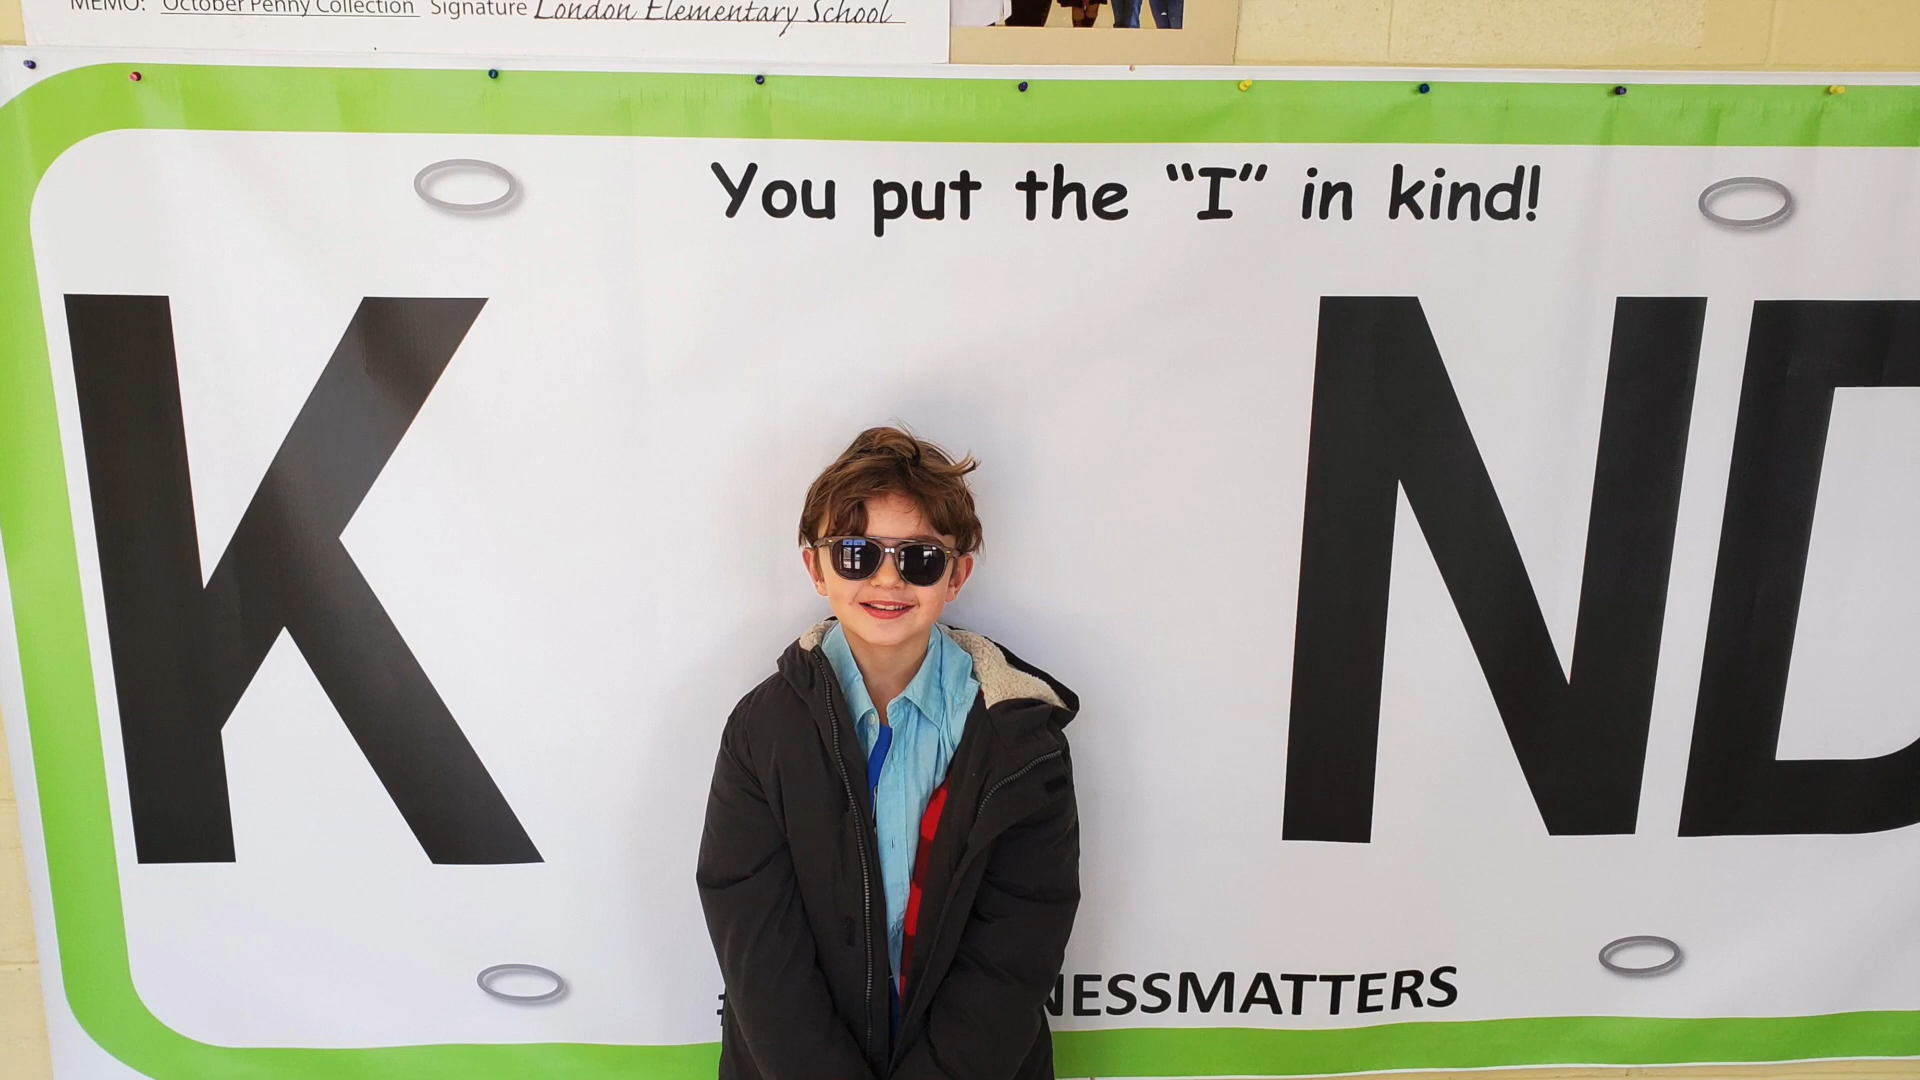 MEMO: October Penny Collection Signature London Elementary School
You put the “I” in kind!
K ND
# NESSMATTERS